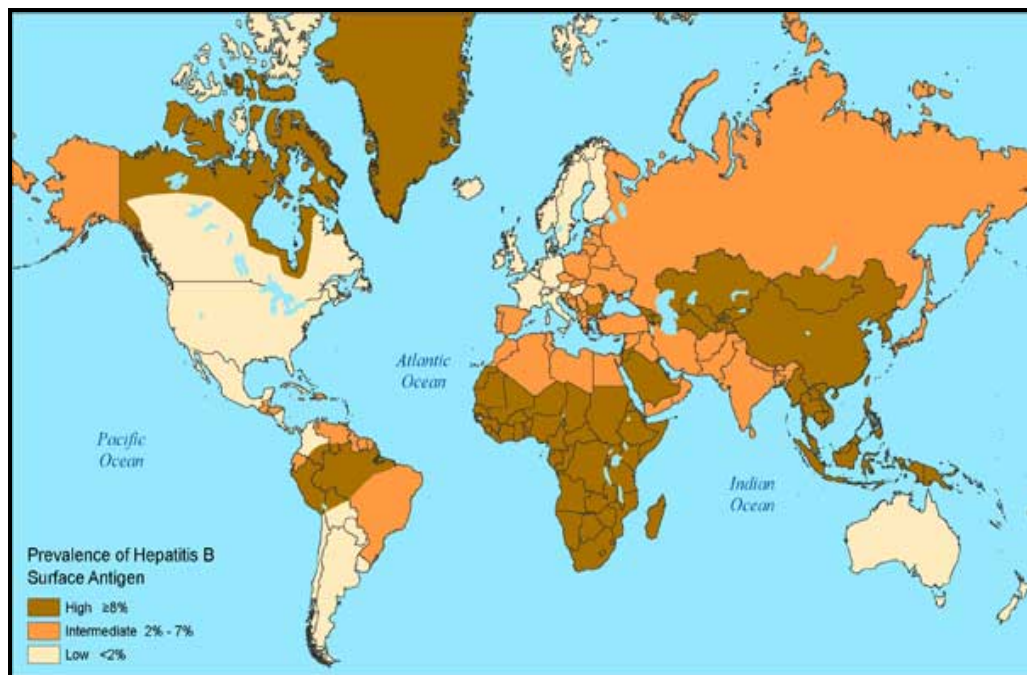 Atlantic
Ocean
Pacific
Ocean
Indian
Ocean
Prevalence of Hepatitis B
Surface Antigen
High ≥8%
Intermediate 2% - 7%
Low <2%